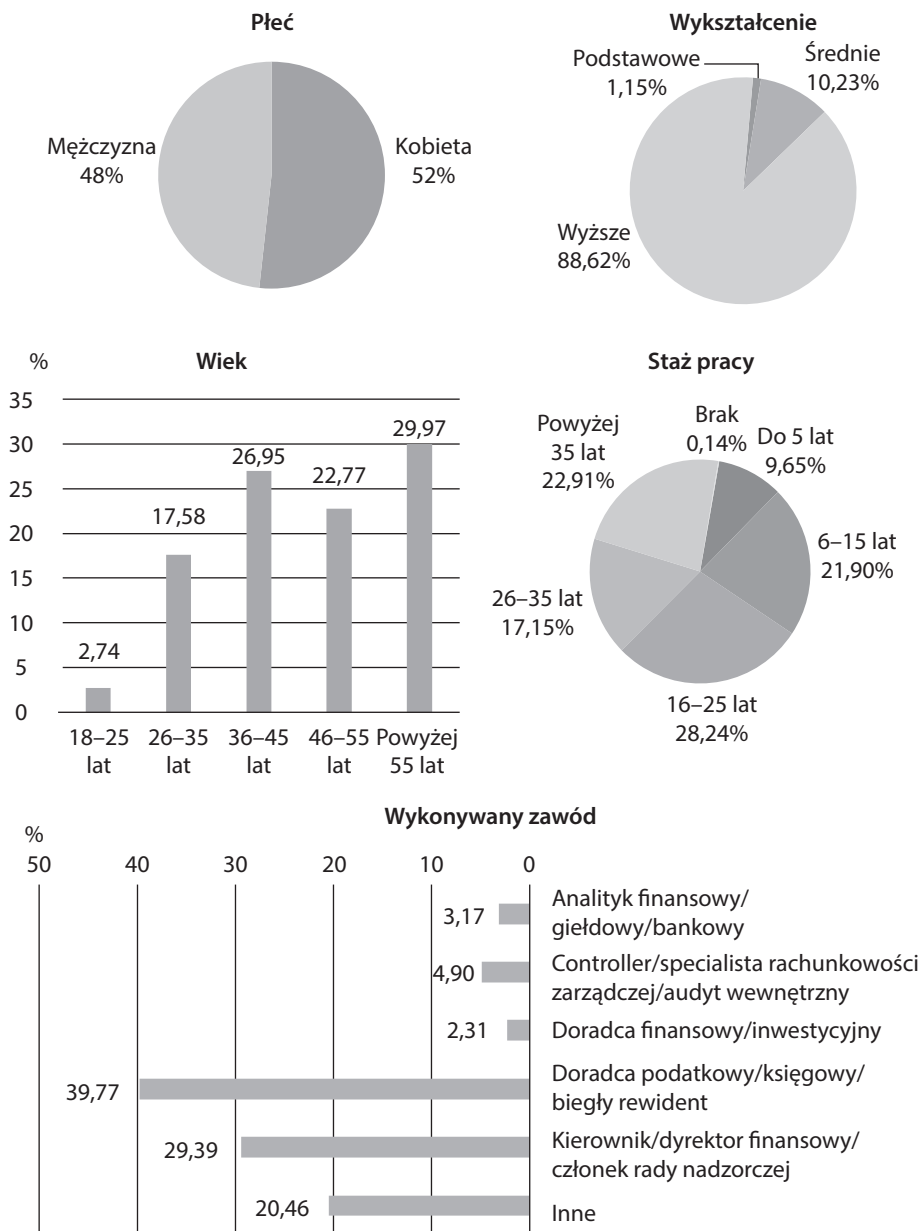 Płeć
Mężczyzna
48%
Kobieta
52%
Wykształcenie
Podstawowe
1,15%
Średnie
10,23%
Wyższe
88,62%
Wiek
%
35
30
25
20
15
10
5
0
2,74
17,58
26,95
22,77
29,97
18–25
lat
26–35
lat
36–45
lat
46–55
lat
Powyżej
55 lat
Staż pracy
Brak
0,14%
Do 5 lat
9,65%
6–15 lat
21,90%
16–25 lat
28,24%
26–35 lat
17,15%
Powyżej
35 lat
22,91%
Wykonywany zawód
%
50 40 30 20 10 0
3,17
Analityk finansowy/
giełdowy/bankowy
4,90
Controller/specialista rachunkowości
zarządczej/audyt wewnętrzny
2,31
Doradca finansowy/inwestycyjny
39,77
Doradca podatkowy/księgowy/
biegły rewident
29,39
Kierownik/dyrektor finansowy/
członek rady nadzorczej
20,46
Inne